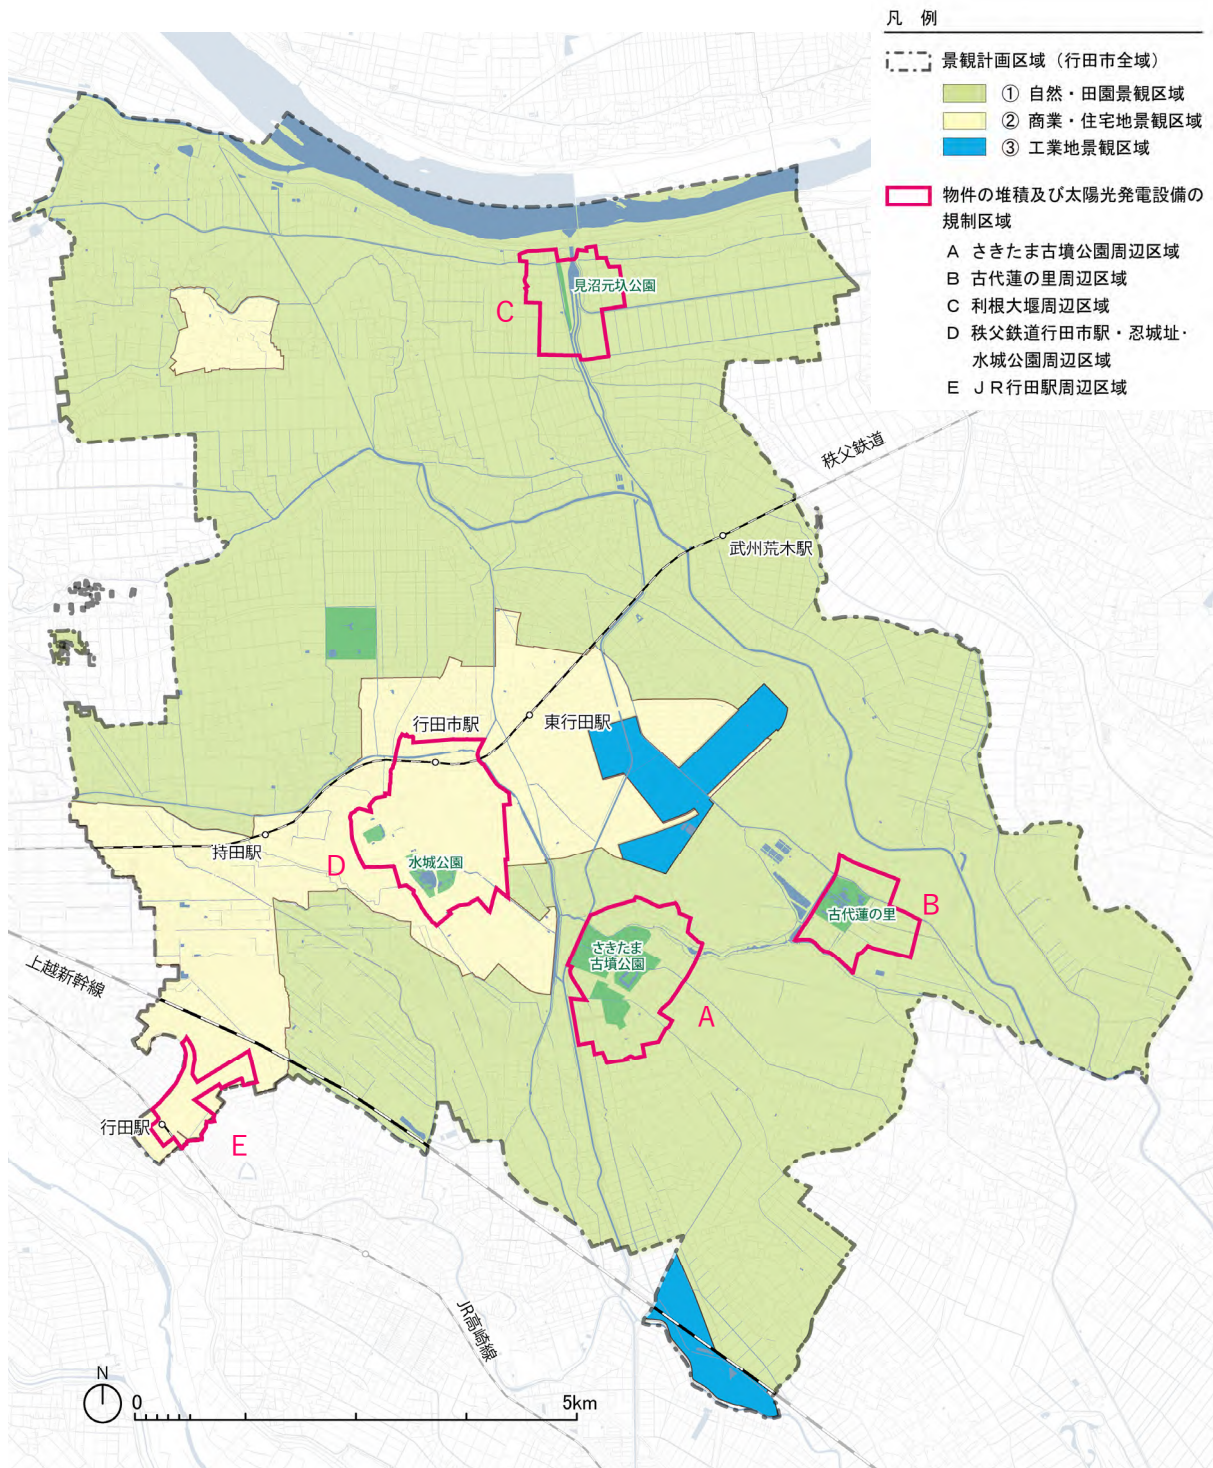 凡 例
景観計画区域（行田市全域）
① 自然・田園景観区域
② 商業・住宅地景観区域
③ 工業地景観区域
物件の堆積及び太陽光発電設備の
規制区域
A さきたま古墳公園周辺区域
B 古代蓮の里周辺区域
C 利根大堰周辺区域
D 秩父鉄道行田市駅・忍城址・
水城公園周辺区域
E ＪＲ行田駅周辺区域
見沼元圦公園
C
秩父鉄道
武州荒木駅
行田市駅
東行田駅
持田駅
D
水城公園
B
古代蓮の里
さきたま
古墳公園
A
上越新幹線
行田駅
E
JR高崎線
N
0
5km